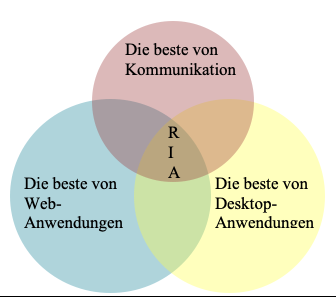 Die beste von
Kommunikation
R
I
A
Die beste von
Web-
Anwendungen
Die beste von
Desktop-
Anwendungen